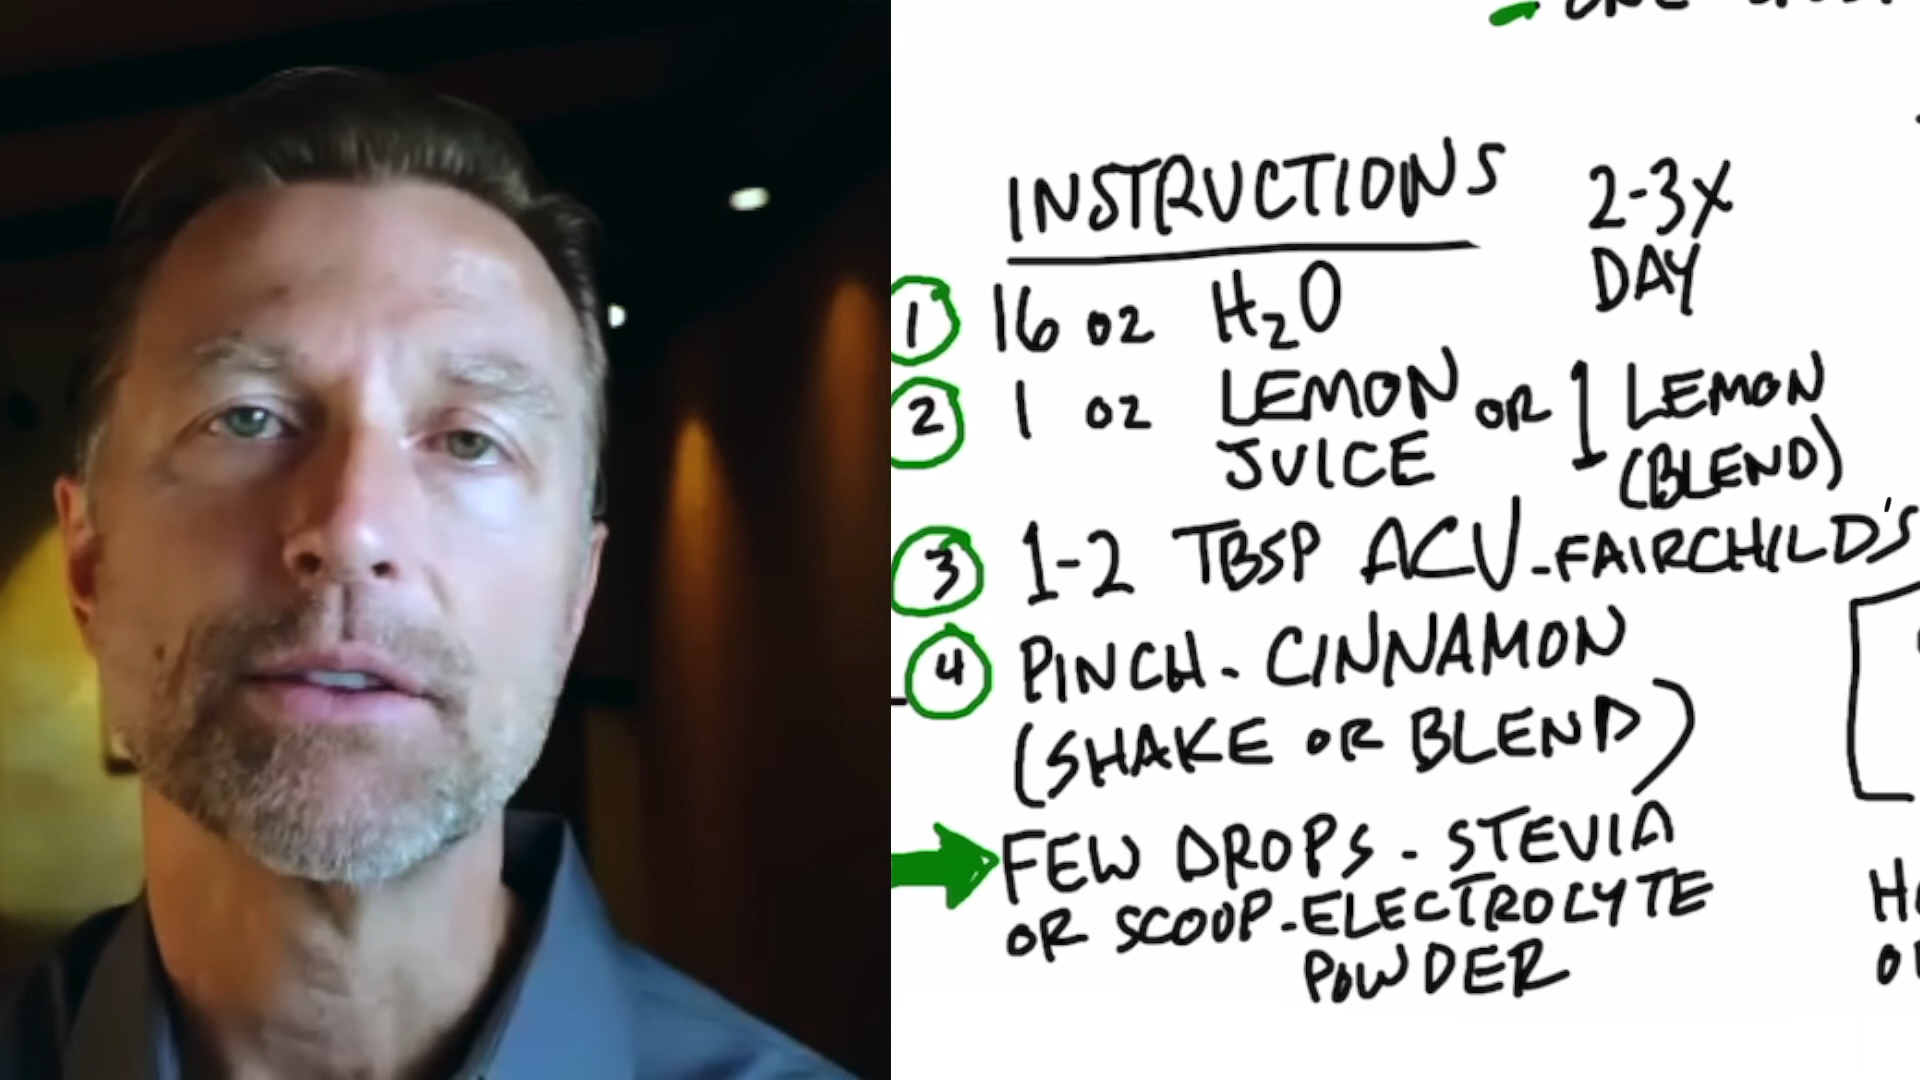 INSTRUCTIONS
2-3X
DAY
1 16 OZ H₂O
2 1 OZ LEMON JUICE OR 1 LEMON (BLEND)
3 1-2 TBSP ACV-FAIRCHILD'S
4 PINCH - CINNAMON
(SHAKE OR BLEND)
FEW DROPS - STEVIA
OR SCOOP - ELECTROLYTE
POWDER